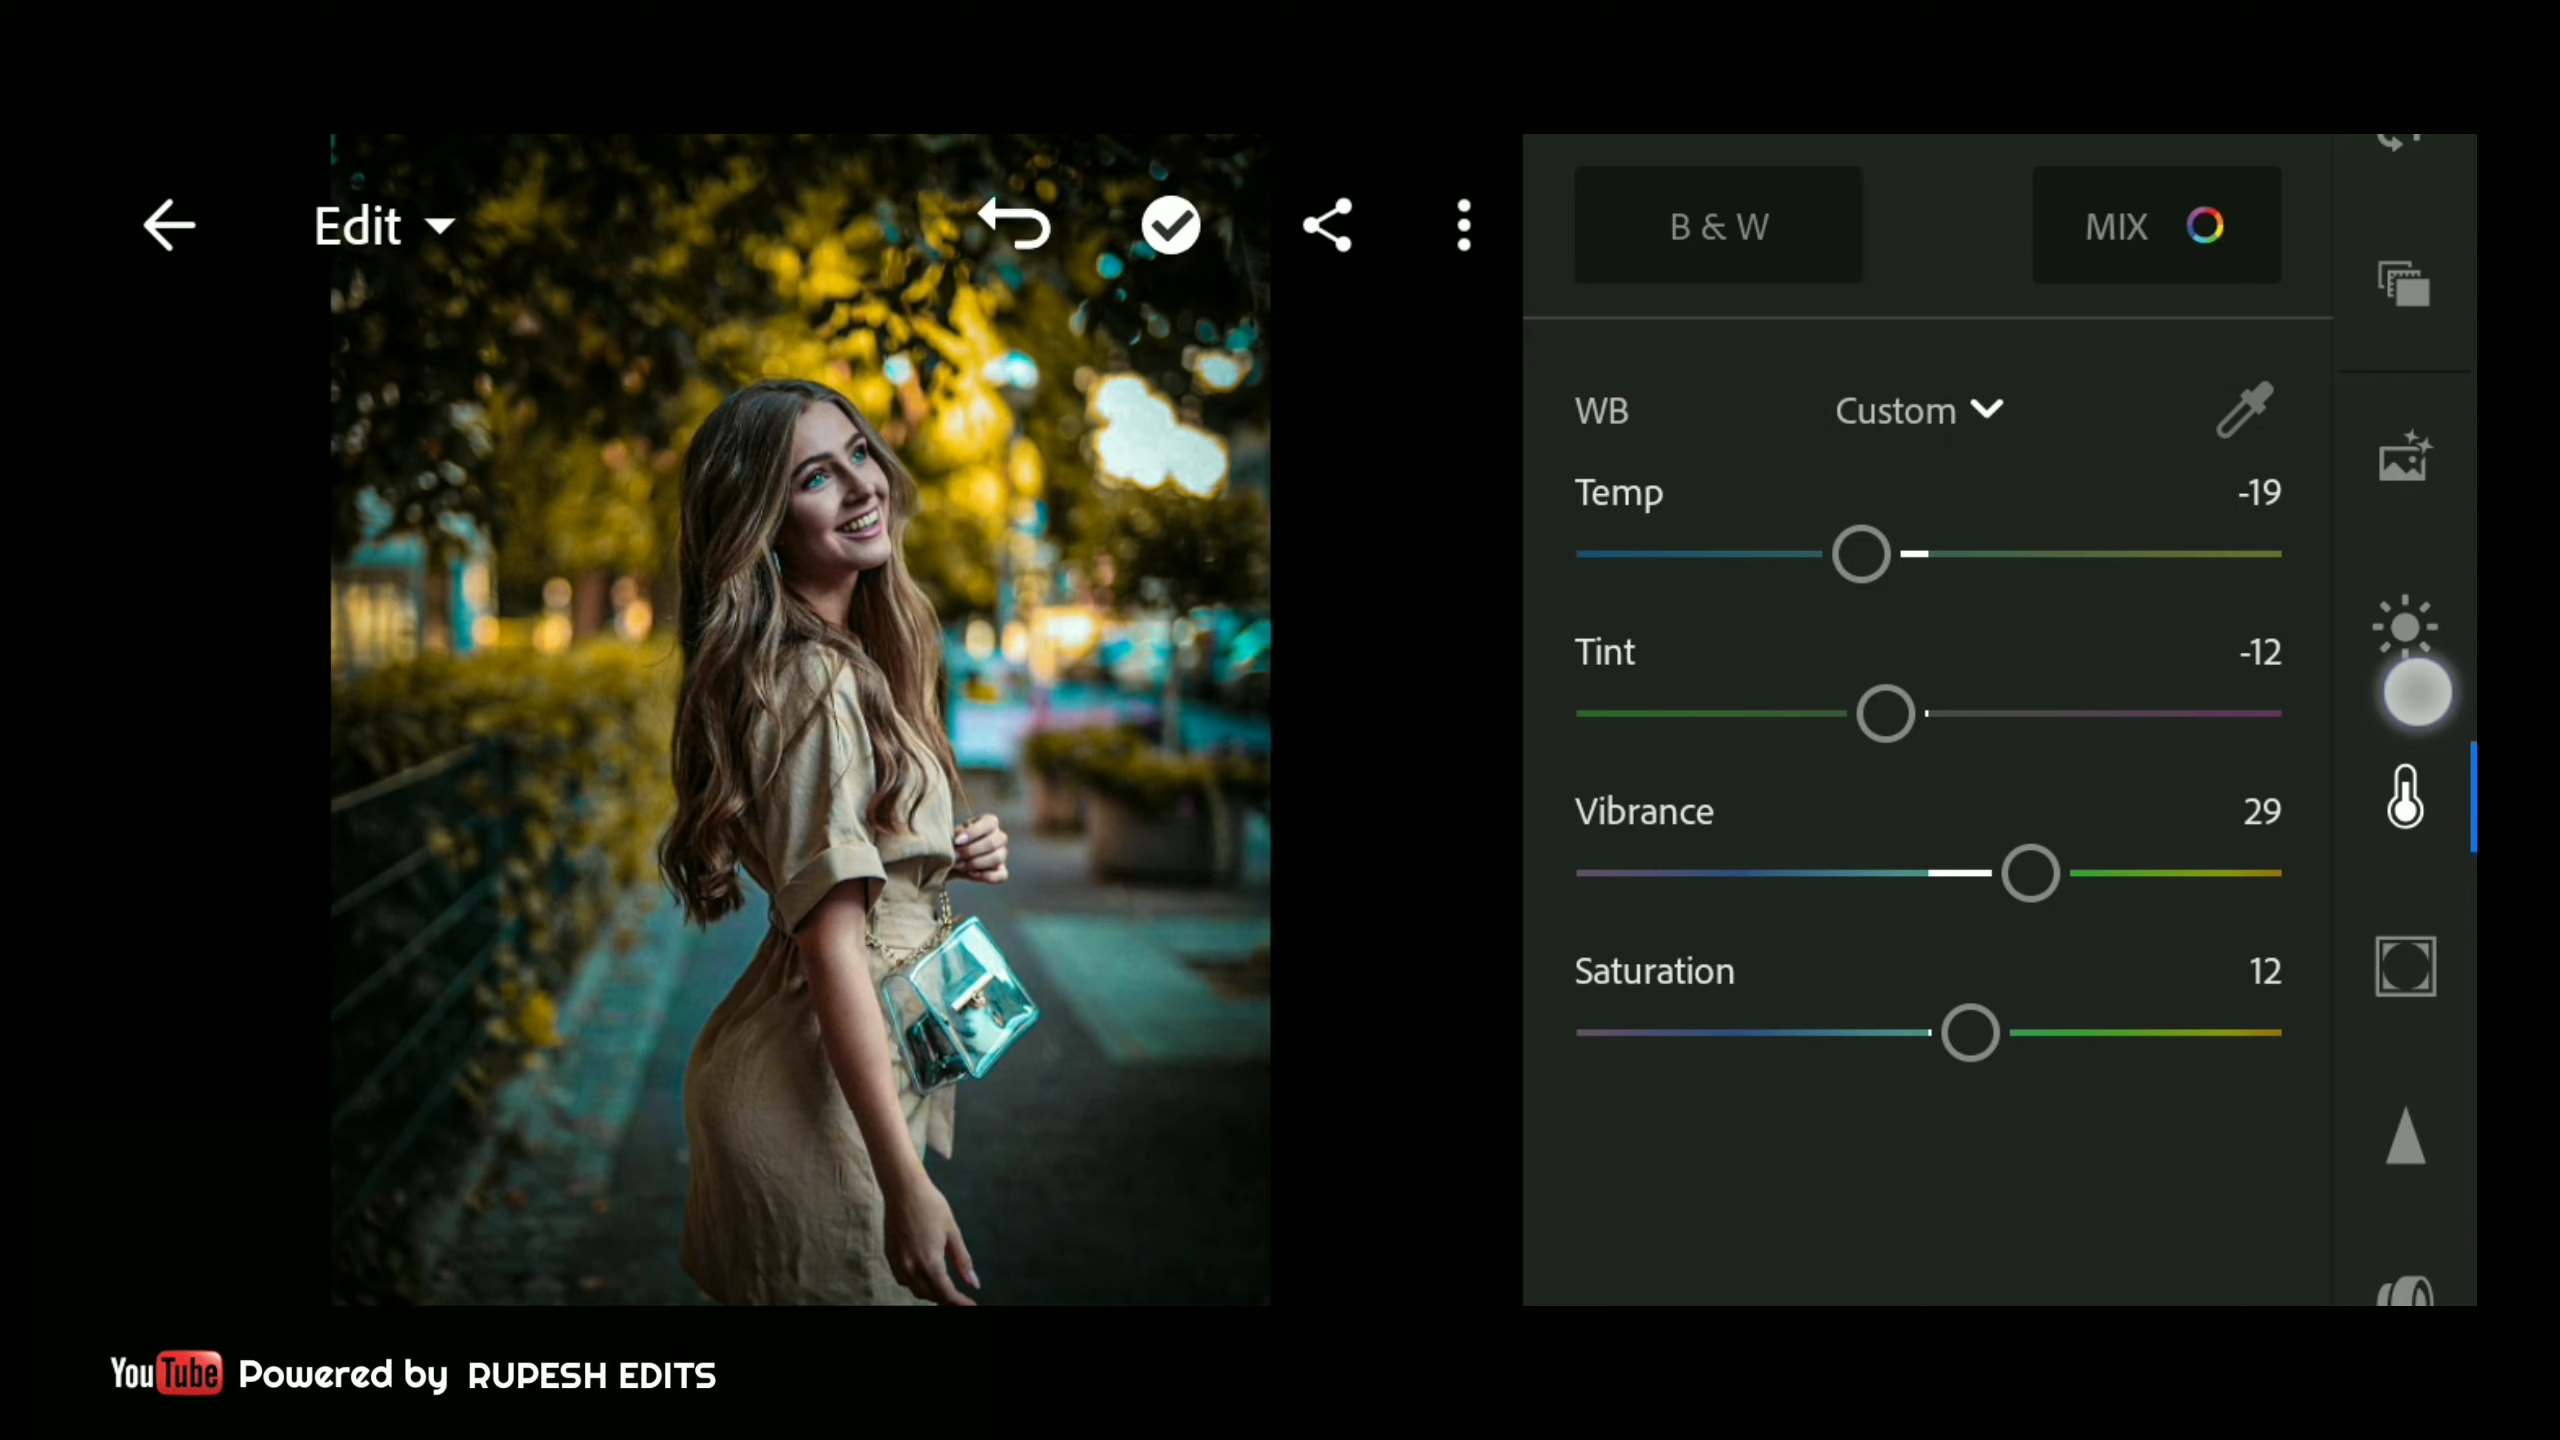 Edit
B & W
MIX
WB Custom
Temp -19
Tint -12
Vibrance 29
Saturation 12
YouTube Powered by RUPESH EDITS